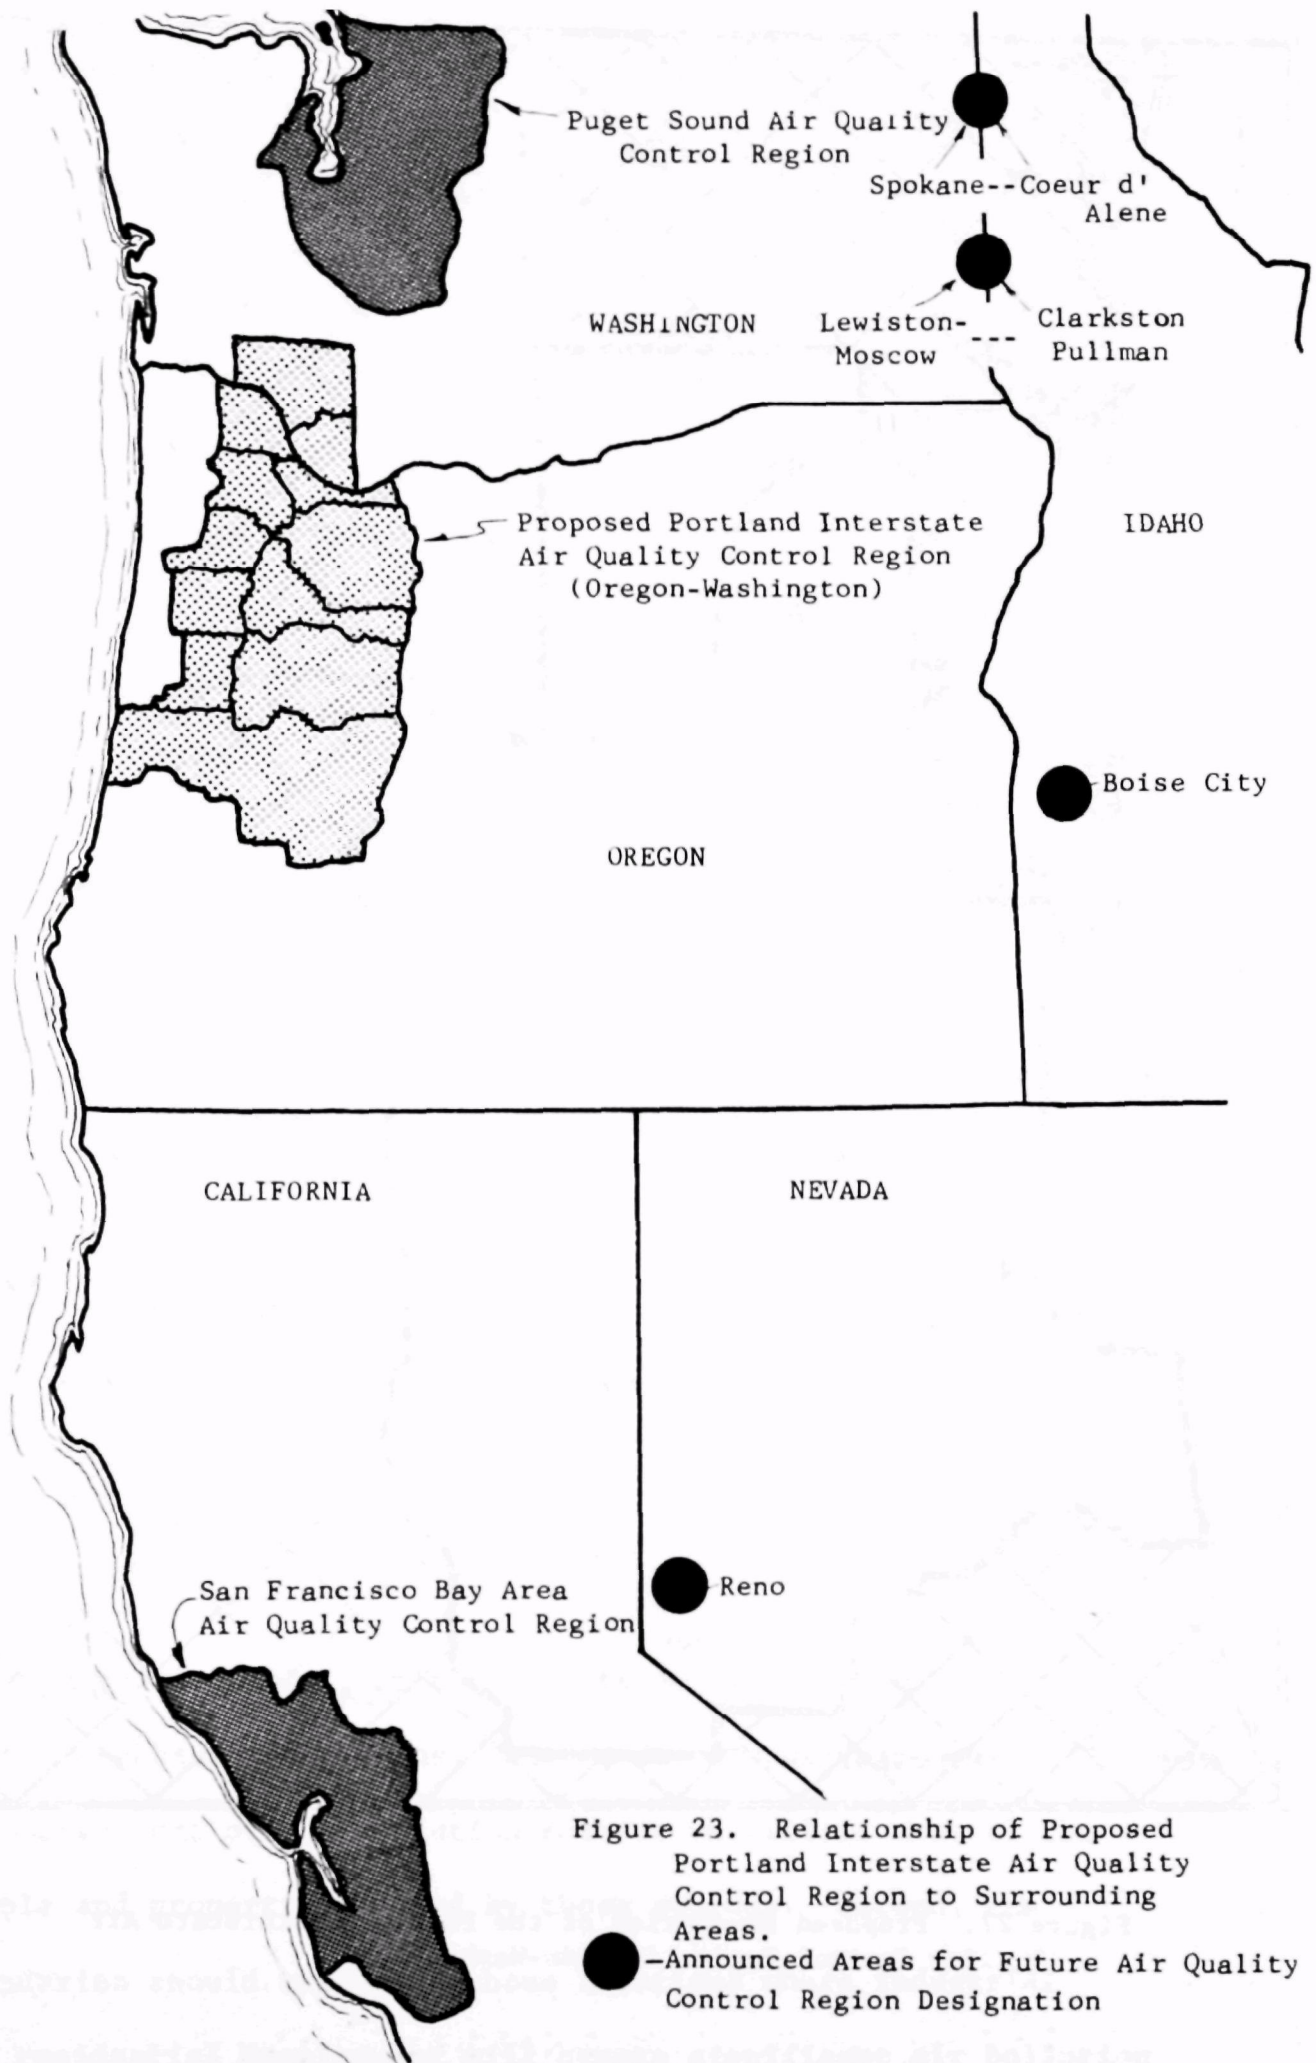 Puget Sound Air Quality
Control Region
Spokane--Coeur d'
Alene
WASHINGTON
Lewiston-
Moscow
---
Clarkston
Pullman
Proposed Portland Interstate
Air Quality Control Region
(Oregon-Washington)
IDAHO
Boise City
OREGON
CALIFORNIA
NEVADA
San Francisco Bay Area
Air Quality Control Region
Reno
Figure 23. Relationship of Proposed
Portland Interstate Air Quality
Control Region to Surrounding
Areas.
-Announced Areas for Future Air Quality
Control Region Designation